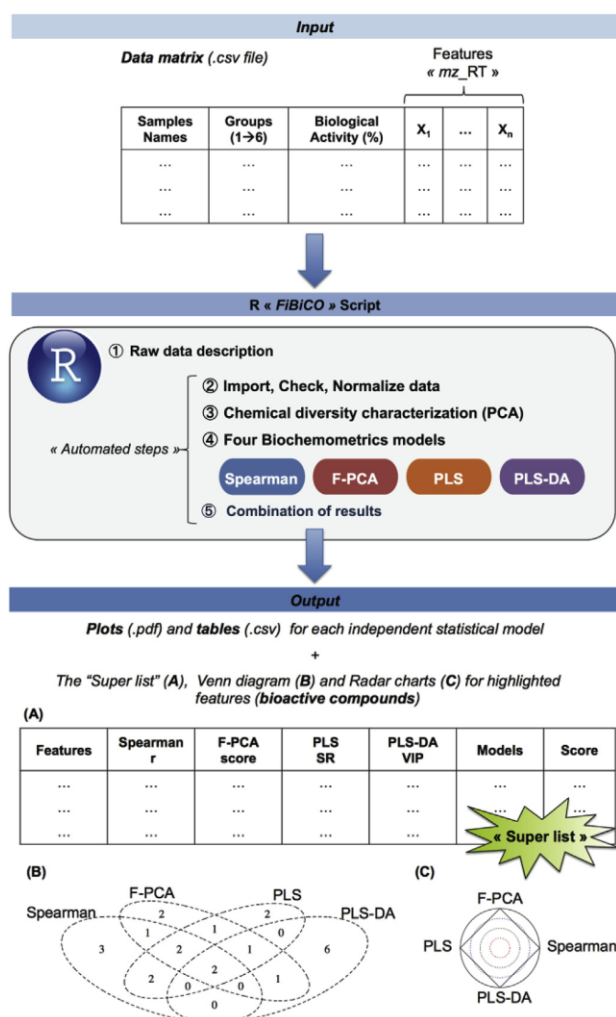 Input
Data matrix (.csv file)
Features
« mz_RT »
Samples Names Groups (1→6) Biological Activity (%) X1 ... Xn
... ... ... ... ... ...
... ... ... ... ... ...
... ... ... ... ... ...
R « FiBiCO » Script
R
① Raw data description
« Automated steps »
② Import, Check, Normalize data
③ Chemical diversity characterization (PCA)
④ Four Biochemometrics models
Spearman F-PCA PLS PLS-DA
⑤ Combination of results
Output
Plots (.pdf) and tables (.csv) for each independent statistical model
+
The "Super list" (A), Venn diagram (B) and Radar charts (C) for highlighted
features (bioactive compounds)
(A)
Features Spearman r F-PCA score PLS SR PLS-DA VIP Models Score
... ... ... ... ... ... ...
... ... ... ... ... ... ...
... ... ... ... ...
« Super list »
(B)
Spearman F-PCA PLS PLS-DA
2 2
1 1 0
3 2 1 6
2 2 1
0 0
0
(C)
F-PCA
PLS Spearman
PLS-DA